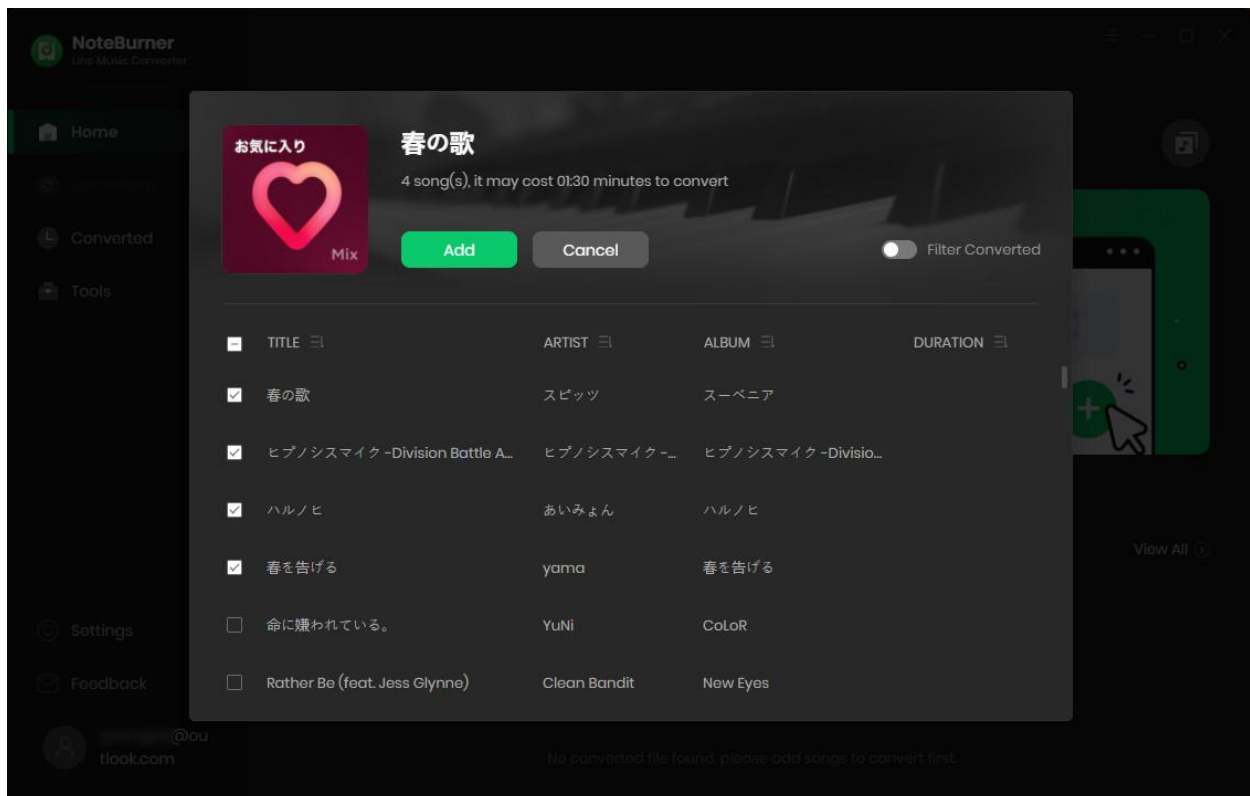 NoteBurner
Line Music Converter
Home
Converted
Tools
Settings
Feedback
@ou
tlook.com
お気に入り
Mix
春の歌
4 song(s), it may cost 01:30 minutes to convert
Add Cancel Filter Converted
TITLE ARTIST ALBUM DURATION
春の歌 スピッツ スーベニア
ヒプノシスマイク -Division Battle A... ヒプノシスマイク -... ヒプノシスマイク -Divisio...
ハルノヒ あいみょん ハルノヒ
春を告げる yama 春を告げる
命に嫌われている。 YuNi CoLoR
Rather Be (feat. Jess Glynne) Clean Bandit New Eyes
View All
No converted file found, please add songs to convert first.